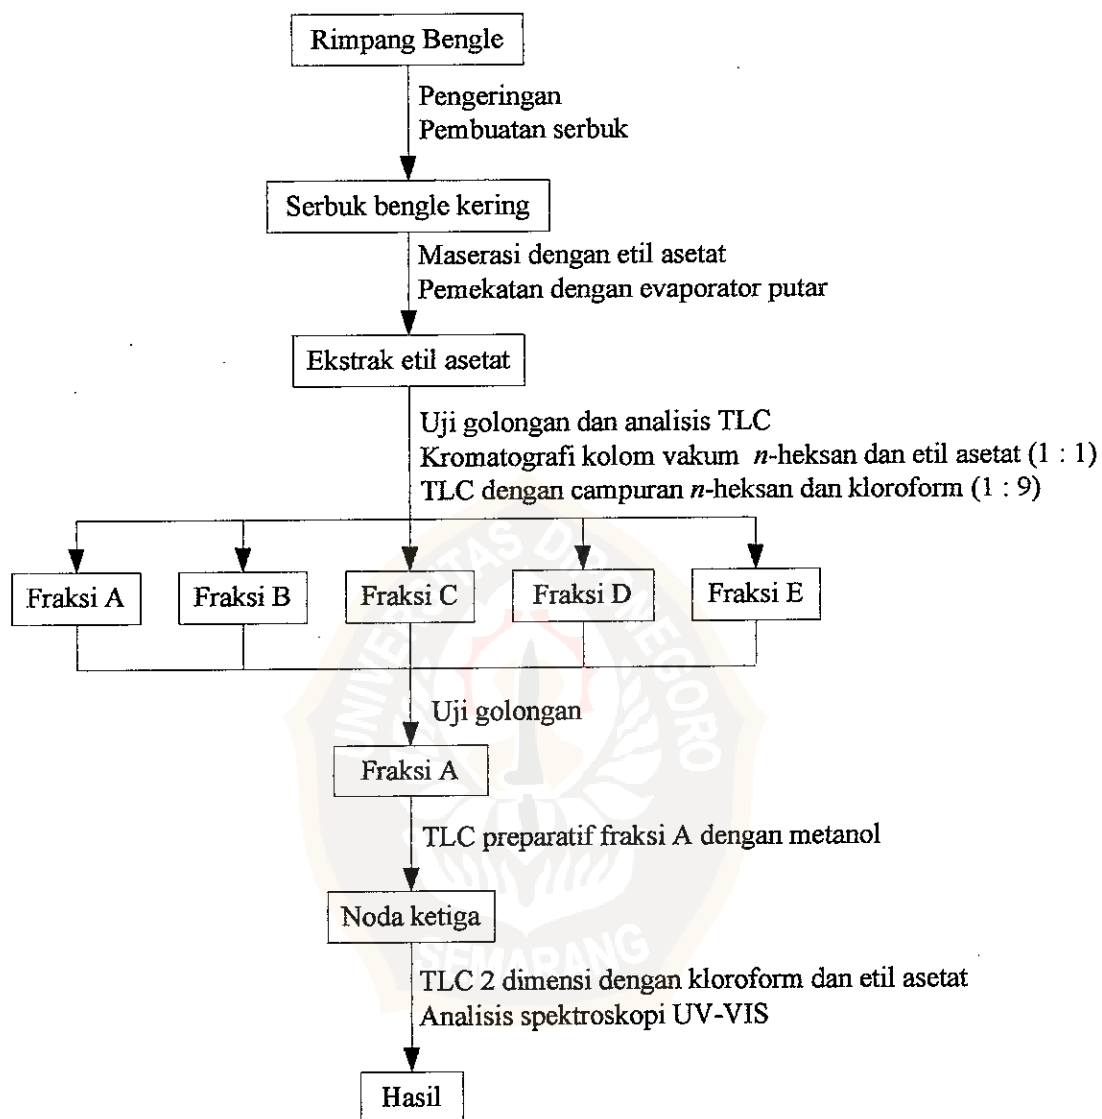 Rimpang Bengle
Pengeringan
Pembuatan serbuk
Serbuk bengle kering
Maserasi dengan etil asetat
Pemekatan dengan evaporator putar
Ekstrak etil asetat
Uji golongan dan analisis TLC
Kromatografi kolom vakum n-heksan dan etil asetat (1 : 1)
TLC dengan campuran n-heksan dan kloroform (1 : 9)
Fraksi A
Fraksi B
Fraksi C
Fraksi D
Fraksi E
Uji golongan
Fraksi A
TLC preparatif fraksi A dengan metanol
Noda ketiga
TLC 2 dimensi dengan kloroform dan etil asetat
Analisis spektroskopi UV-VIS
Hasil
UNIVERSITAS DIPONEGORO
SEMARANG